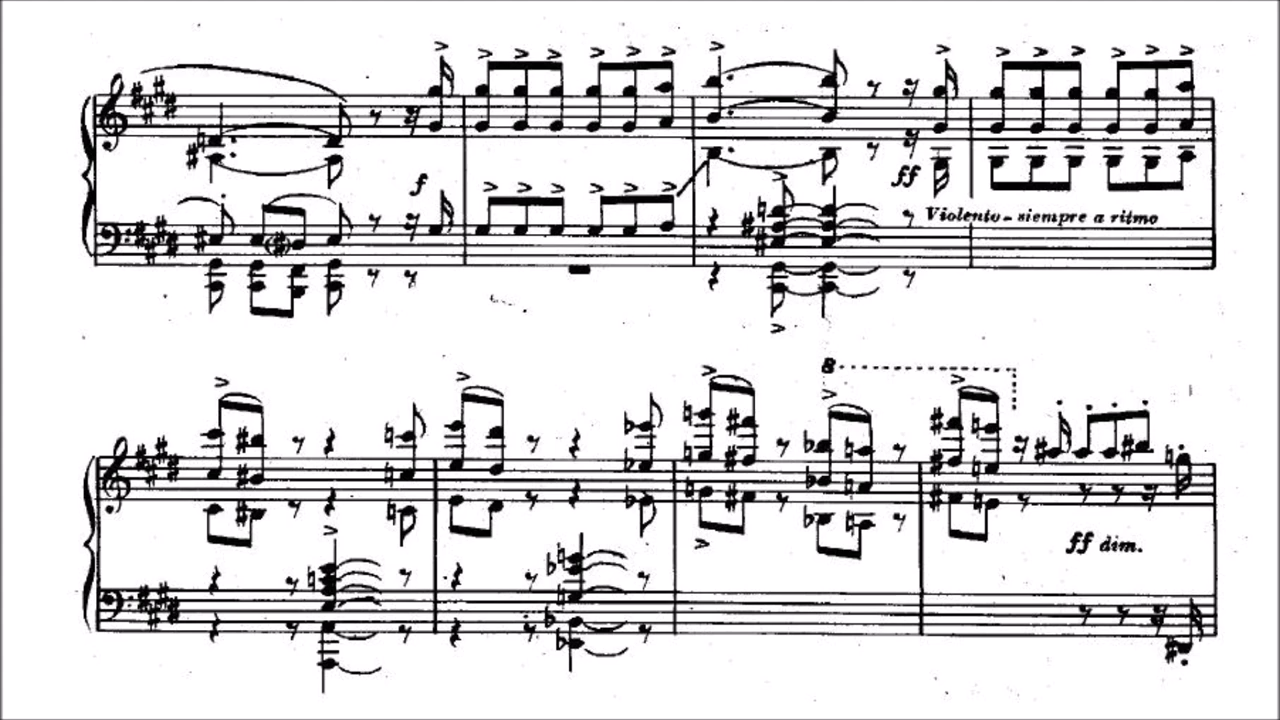 f
ff
Violento - siempre a ritmo
8
ff dim.